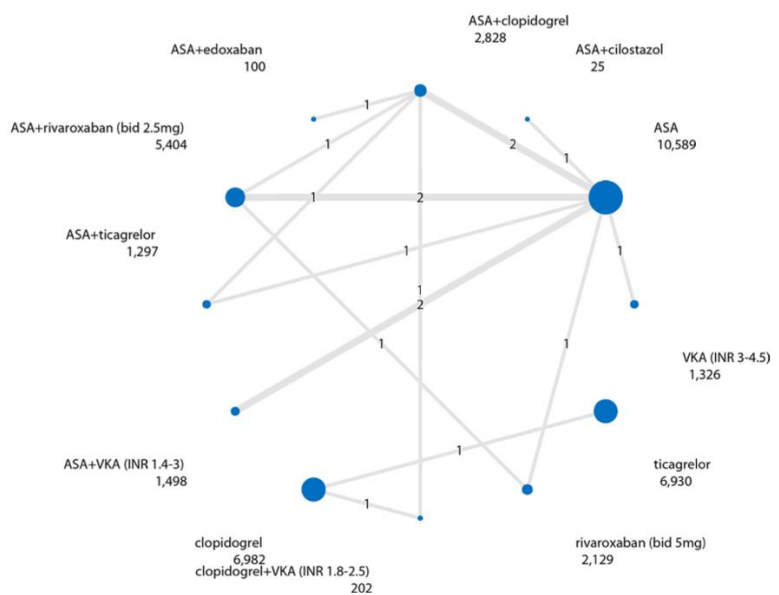 ASA+clopidogrel
2,828
ASA+edoxaban
100
ASA+cilostazol
25
1
ASA+rivaroxaban (bid 2.5mg)
5,404
ASA
10,589
1
2
1
1
2
ASA+ticagrelor
1,297
1
1
1
2
1
1
VKA (INR 3-4.5)
1,326
ASA+VKA (INR 1.4-3)
1,498
1
ticagrelor
6,930
1
clopidogrel
6,982
rivaroxaban (bid 5mg)
2,129
clopidogrel+VKA (INR 1.8-2.5)
202